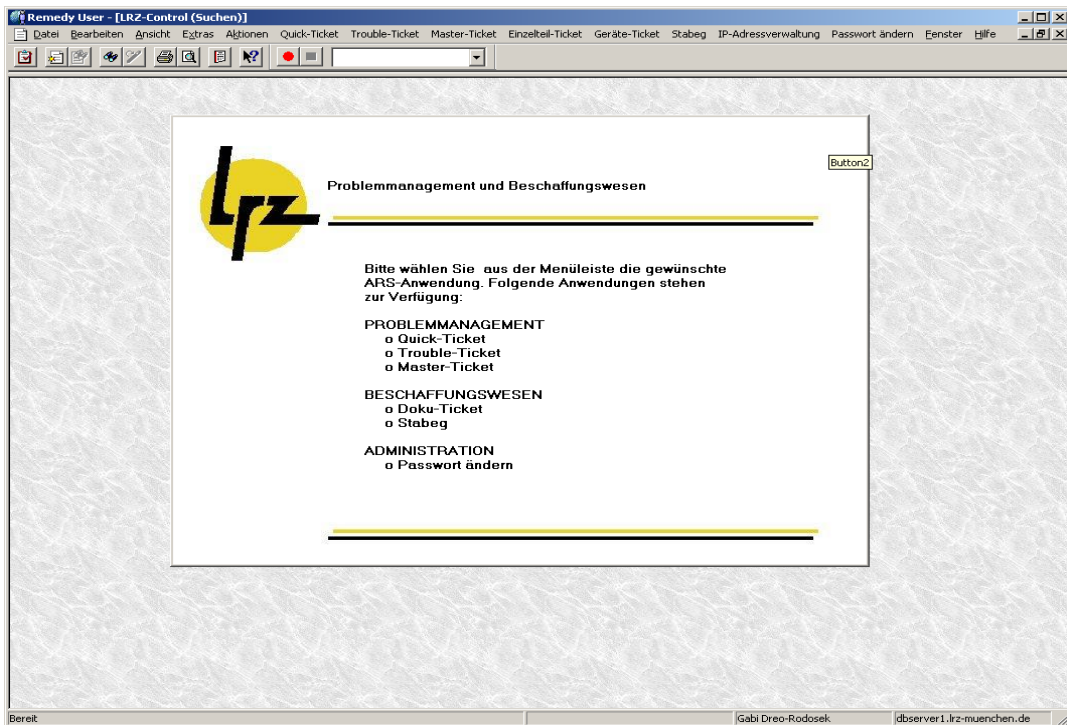 Remedy User - [LRZ-Control (Suchen)]
Datei Bearbeiten Ansicht Extras Aktionen Quick-Ticket Trouble-Ticket Master-Ticket Einzelteil-Ticket Geräte-Ticket Stabeg IP-Adressverwaltung Passwort ändern Fenster Hilfe
Button2
lrz
Problemmanagement und Beschaffungswesen
Bitte wählen Sie aus der Menüleiste die gewünschte
ARS-Anwendung. Folgende Anwendungen stehen
zur Verfügung:
PROBLEMMANAGEMENT
o Quick-Ticket
o Trouble-Ticket
o Master-Ticket
BESCHAFFUNGSWESEN
o Doku-Ticket
o Stabeg
ADMINISTRATION
o Passwort ändern
Bereit Gabi Dreo-Rodosek dbserver1.lrz-muenchen.de